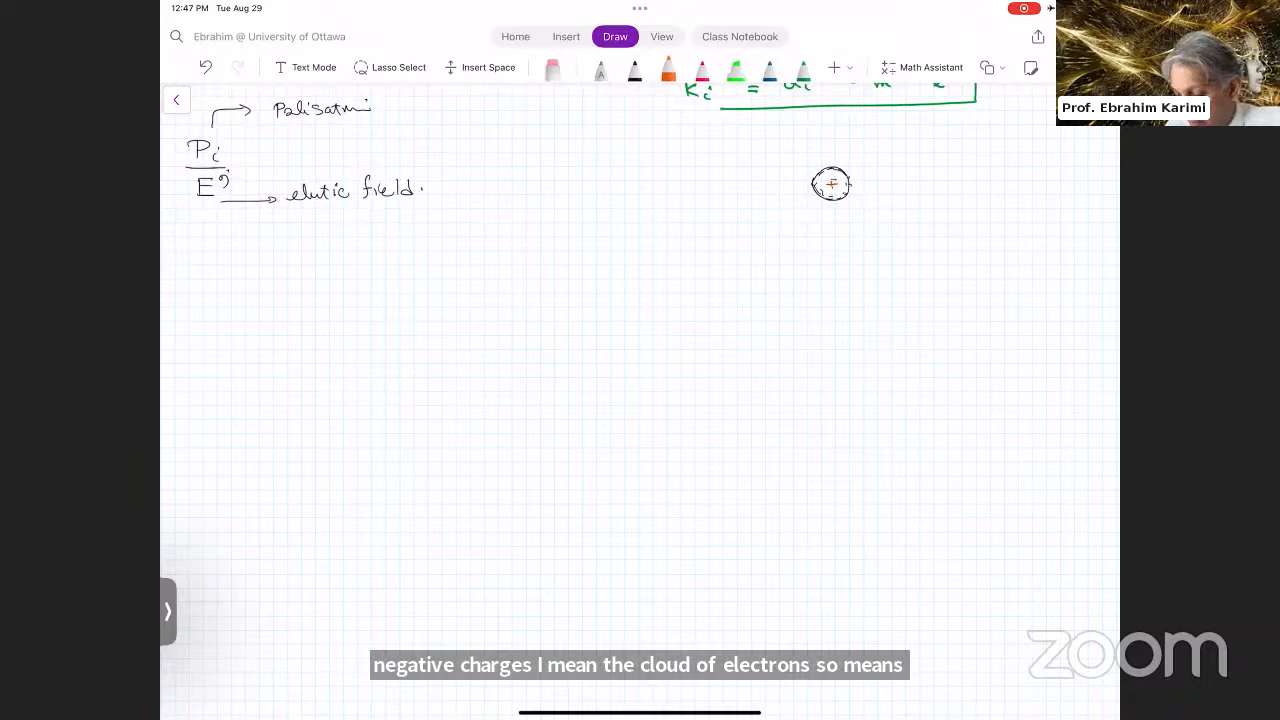 12:47 PM Tue Aug 29
Ebrahim @ University of Ottawa
Home Insert Draw View Class Notebook
Text Mode Lasso Select Insert Space Math Assistant
Prof. Ebrahim Karimi
Pi
E
field.
negative charges I mean the cloud of electrons so means
zoom